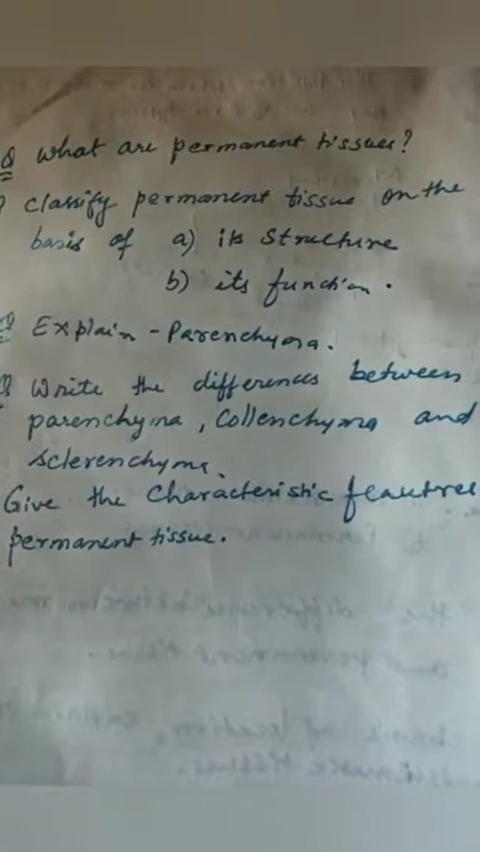 Q What are permanent tissues?
classify permanent tissue on the
basis of a) its Structure
b) its function.
Q Explain - Parenchyma.
Q Write the differences between
parenchyma, Collenchyma and
sclerenchyma.
Give the Characteristic feautres
permanent tissue.